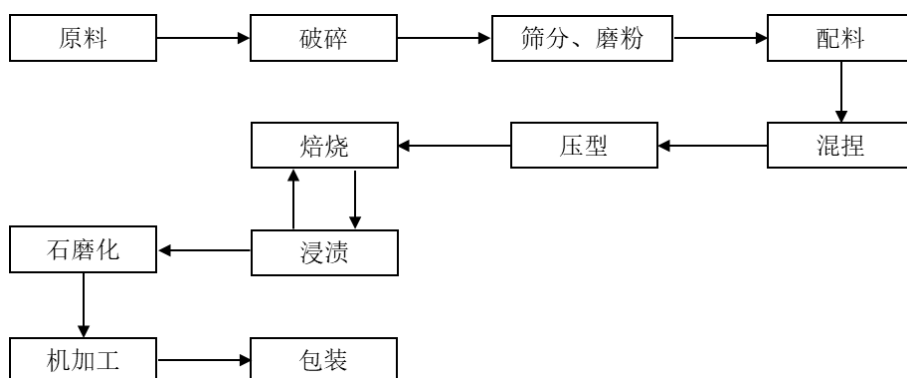 原料
破碎
筛分、磨粉
配料
混捏
压型
焙烧
浸渍
石磨化
机加工
包装